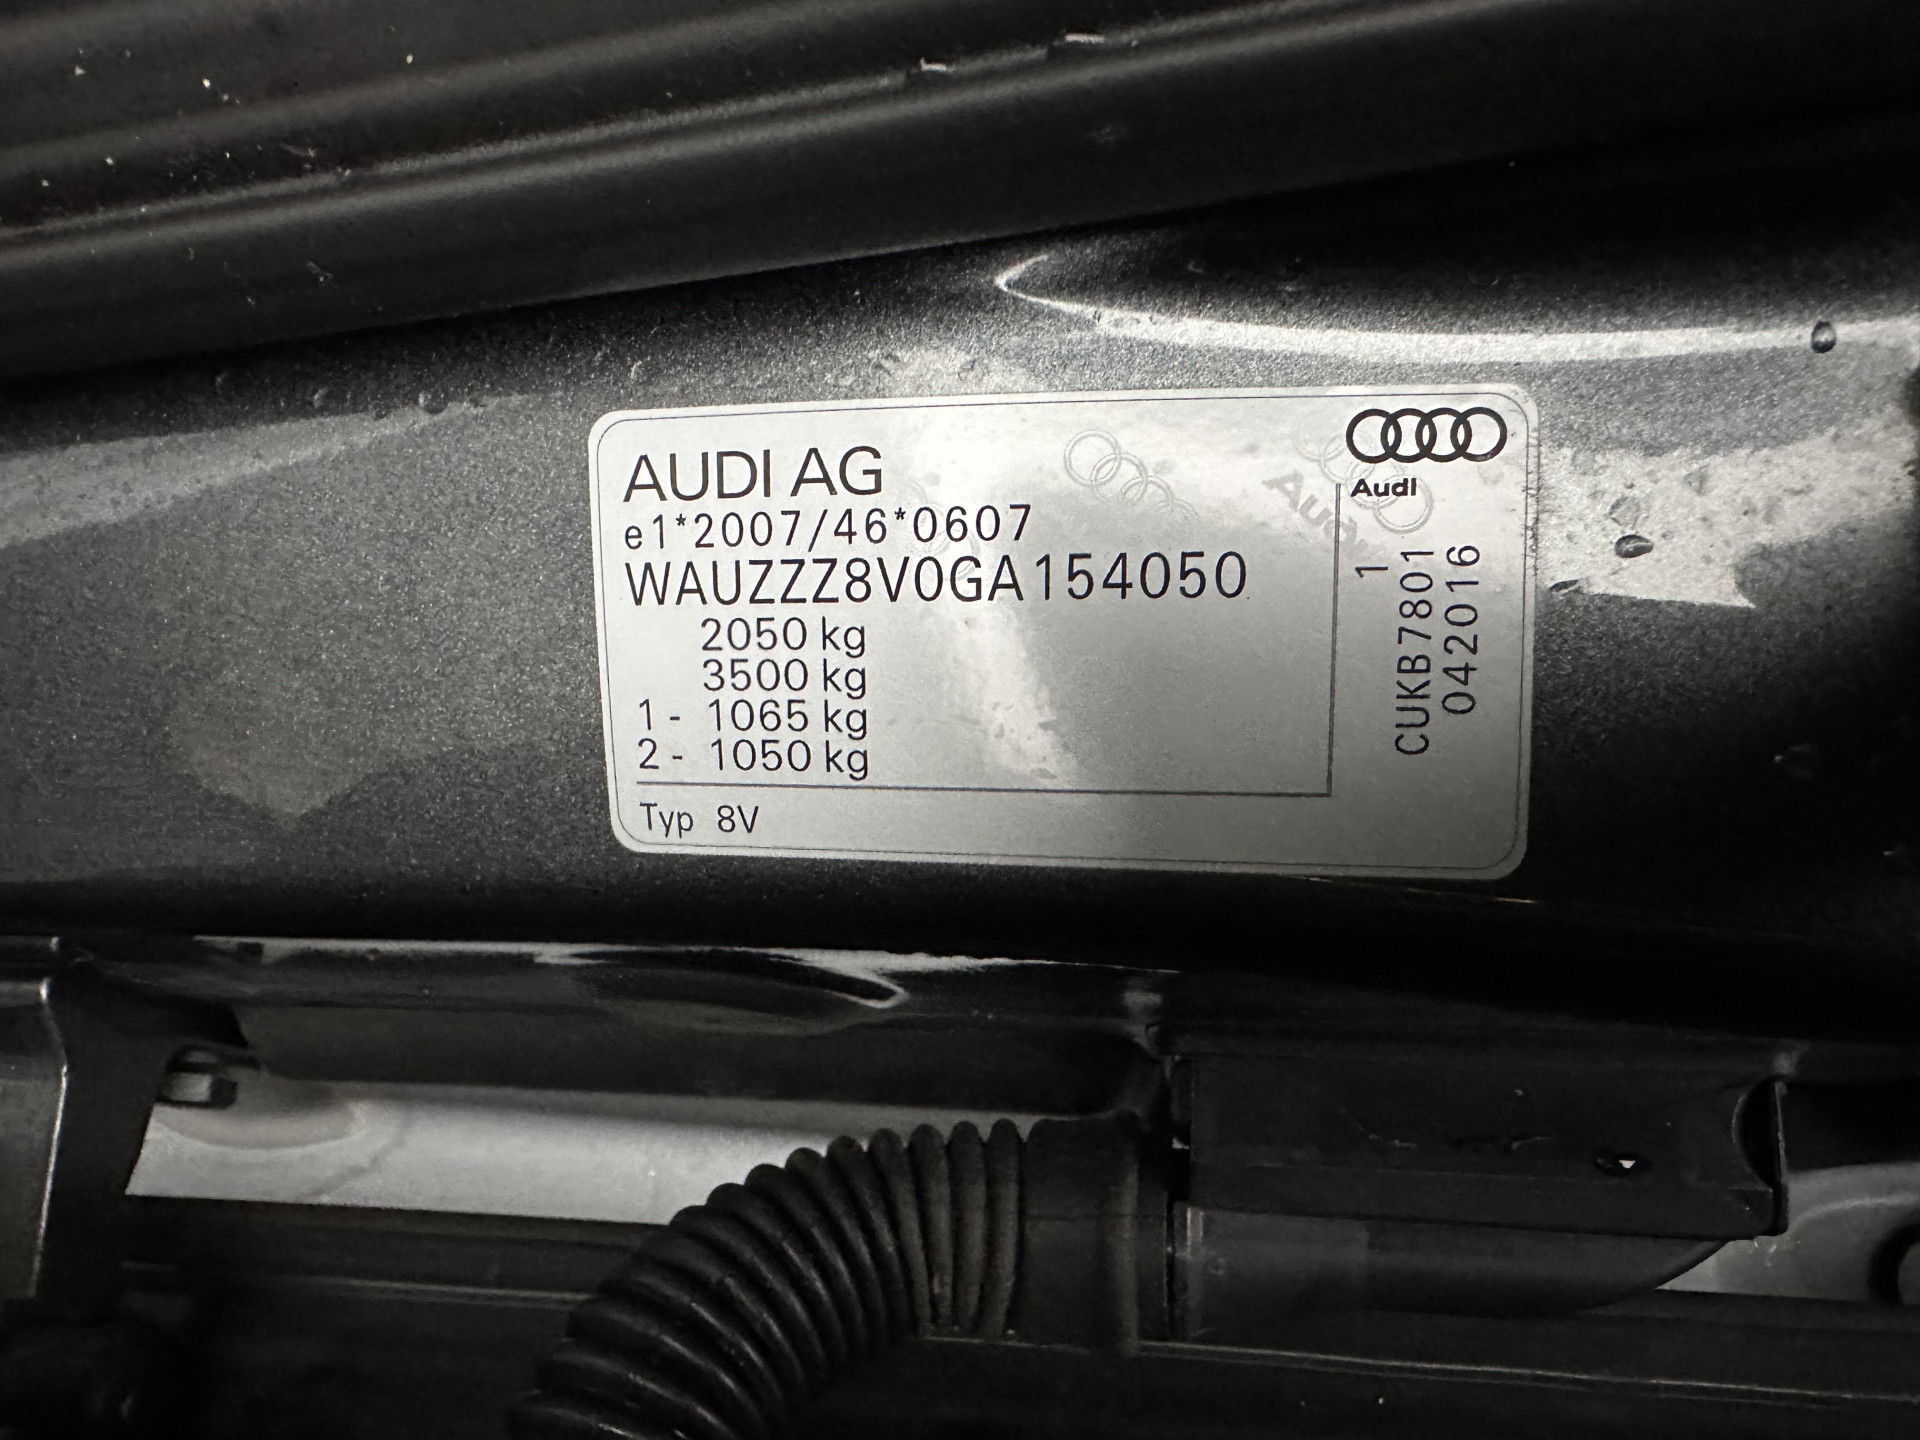 AUDI AG
e1*2007/46*0607
WAUZZZ8V0GA154050
2050 kg
3500 kg
1 - 1065 kg
2 - 1050 kg
Typ 8V
Audi
1
CUKB7801
042016
Audi